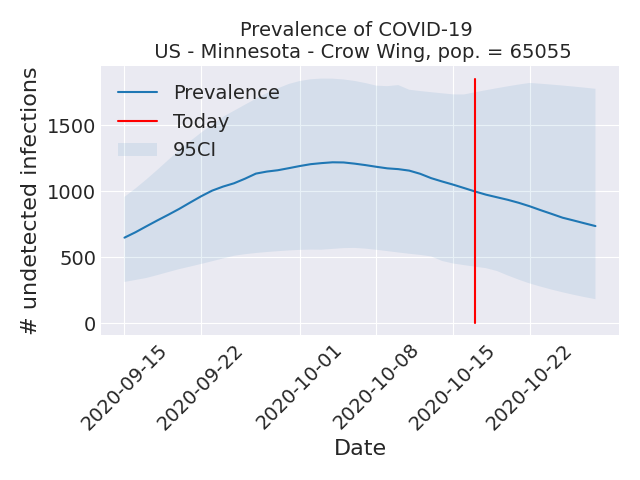 Prevalence of COVID-19
US - Minnesota - Crow Wing, pop. = 65055
# undetected infections
1500
1000
500
0
Prevalence
Today
95CI
2020-09-15
2020-09-22
2020-10-01
2020-10-08
2020-10-15
2020-10-22
Date